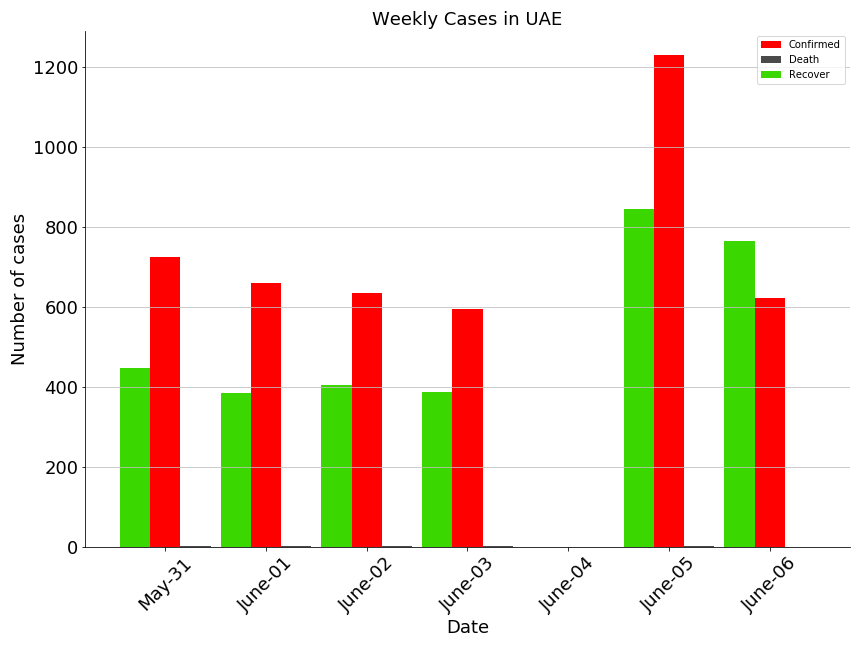 Weekly Cases in UAE
Confirmed
Death
Recover
1200
1000
800
600
400
200
0
Number of cases
May-31
June-01
June-02
June-03
June-04
June-05
June-06
Date